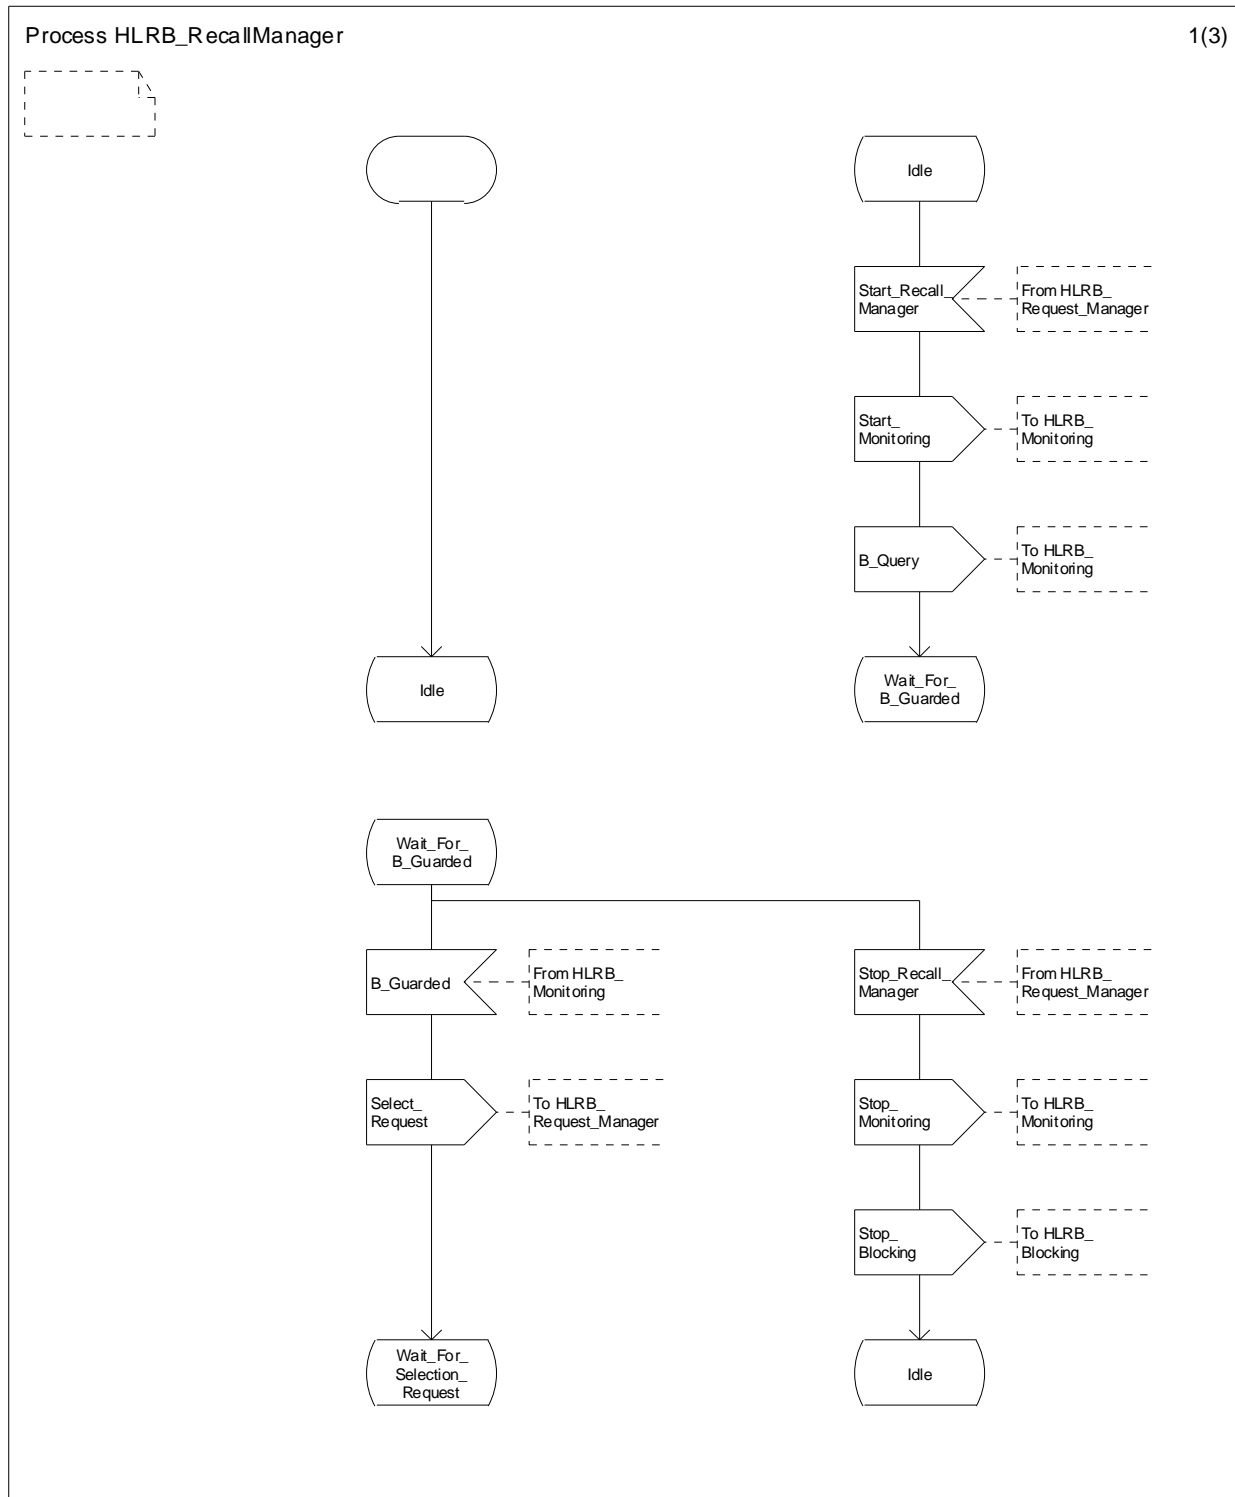 Process HLRB_RecallManager
1(3)
Idle
Start_Recall_
Manager
From HLRB_
Request_Manager
Start_
Monitoring
To HLRB_
Monitoring
B_Query
To HLRB_
Monitoring
Idle
Wait_For_
B_Guarded
Wait_For_
B_Guarded
B_Guarded
From HLRB_
Monitoring
Stop_Recall_
Manager
From HLRB_
Request_Manager
Select_
Request
To HLRB_
Request_Manager
Stop_
Monitoring
To HLRB_
Monitoring
Stop_
Blocking
To HLRB_
Blocking
Wait_For_
Selection_
Request
Idle